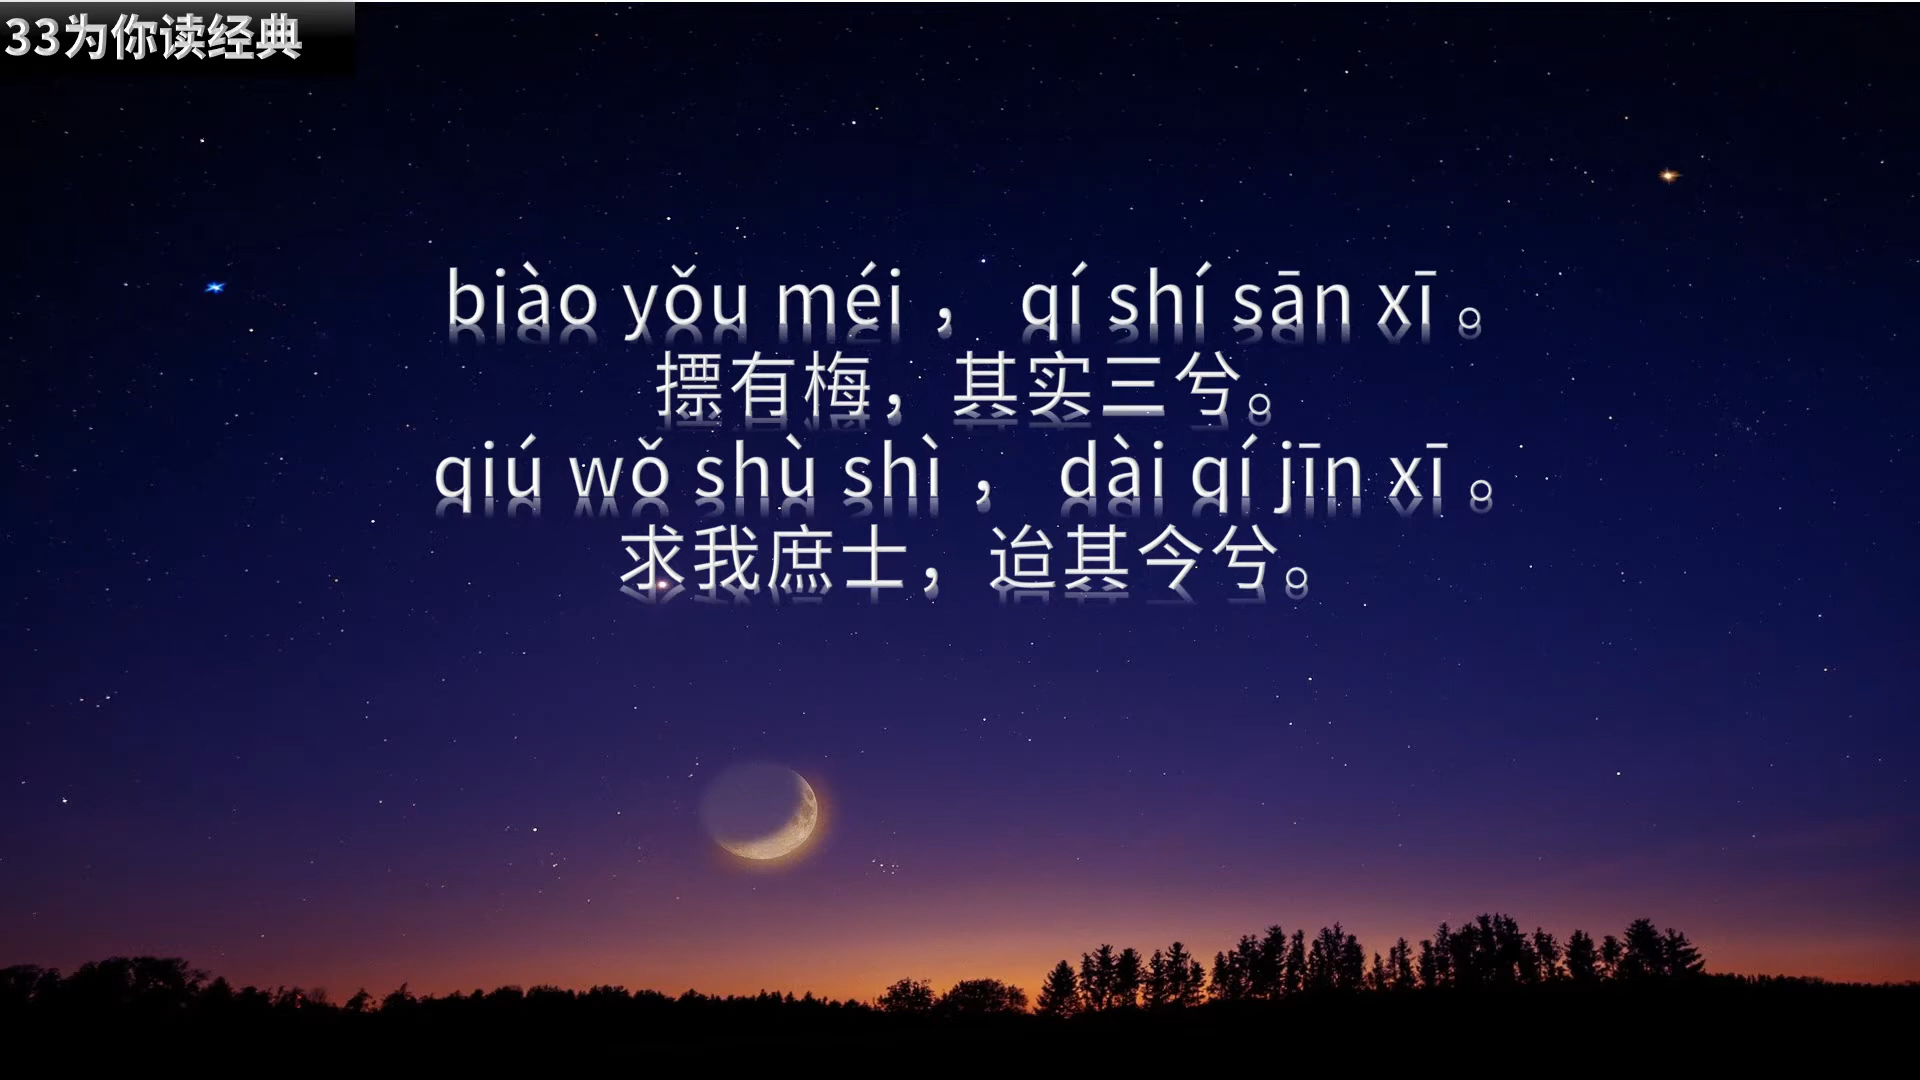 33为你读经典
biào yǒu méi， qí shí sān xī。
摽有梅，其实三兮。
qiú wǒ shù shì， dài qí jīn xī。
求我庶士，迨其今兮。